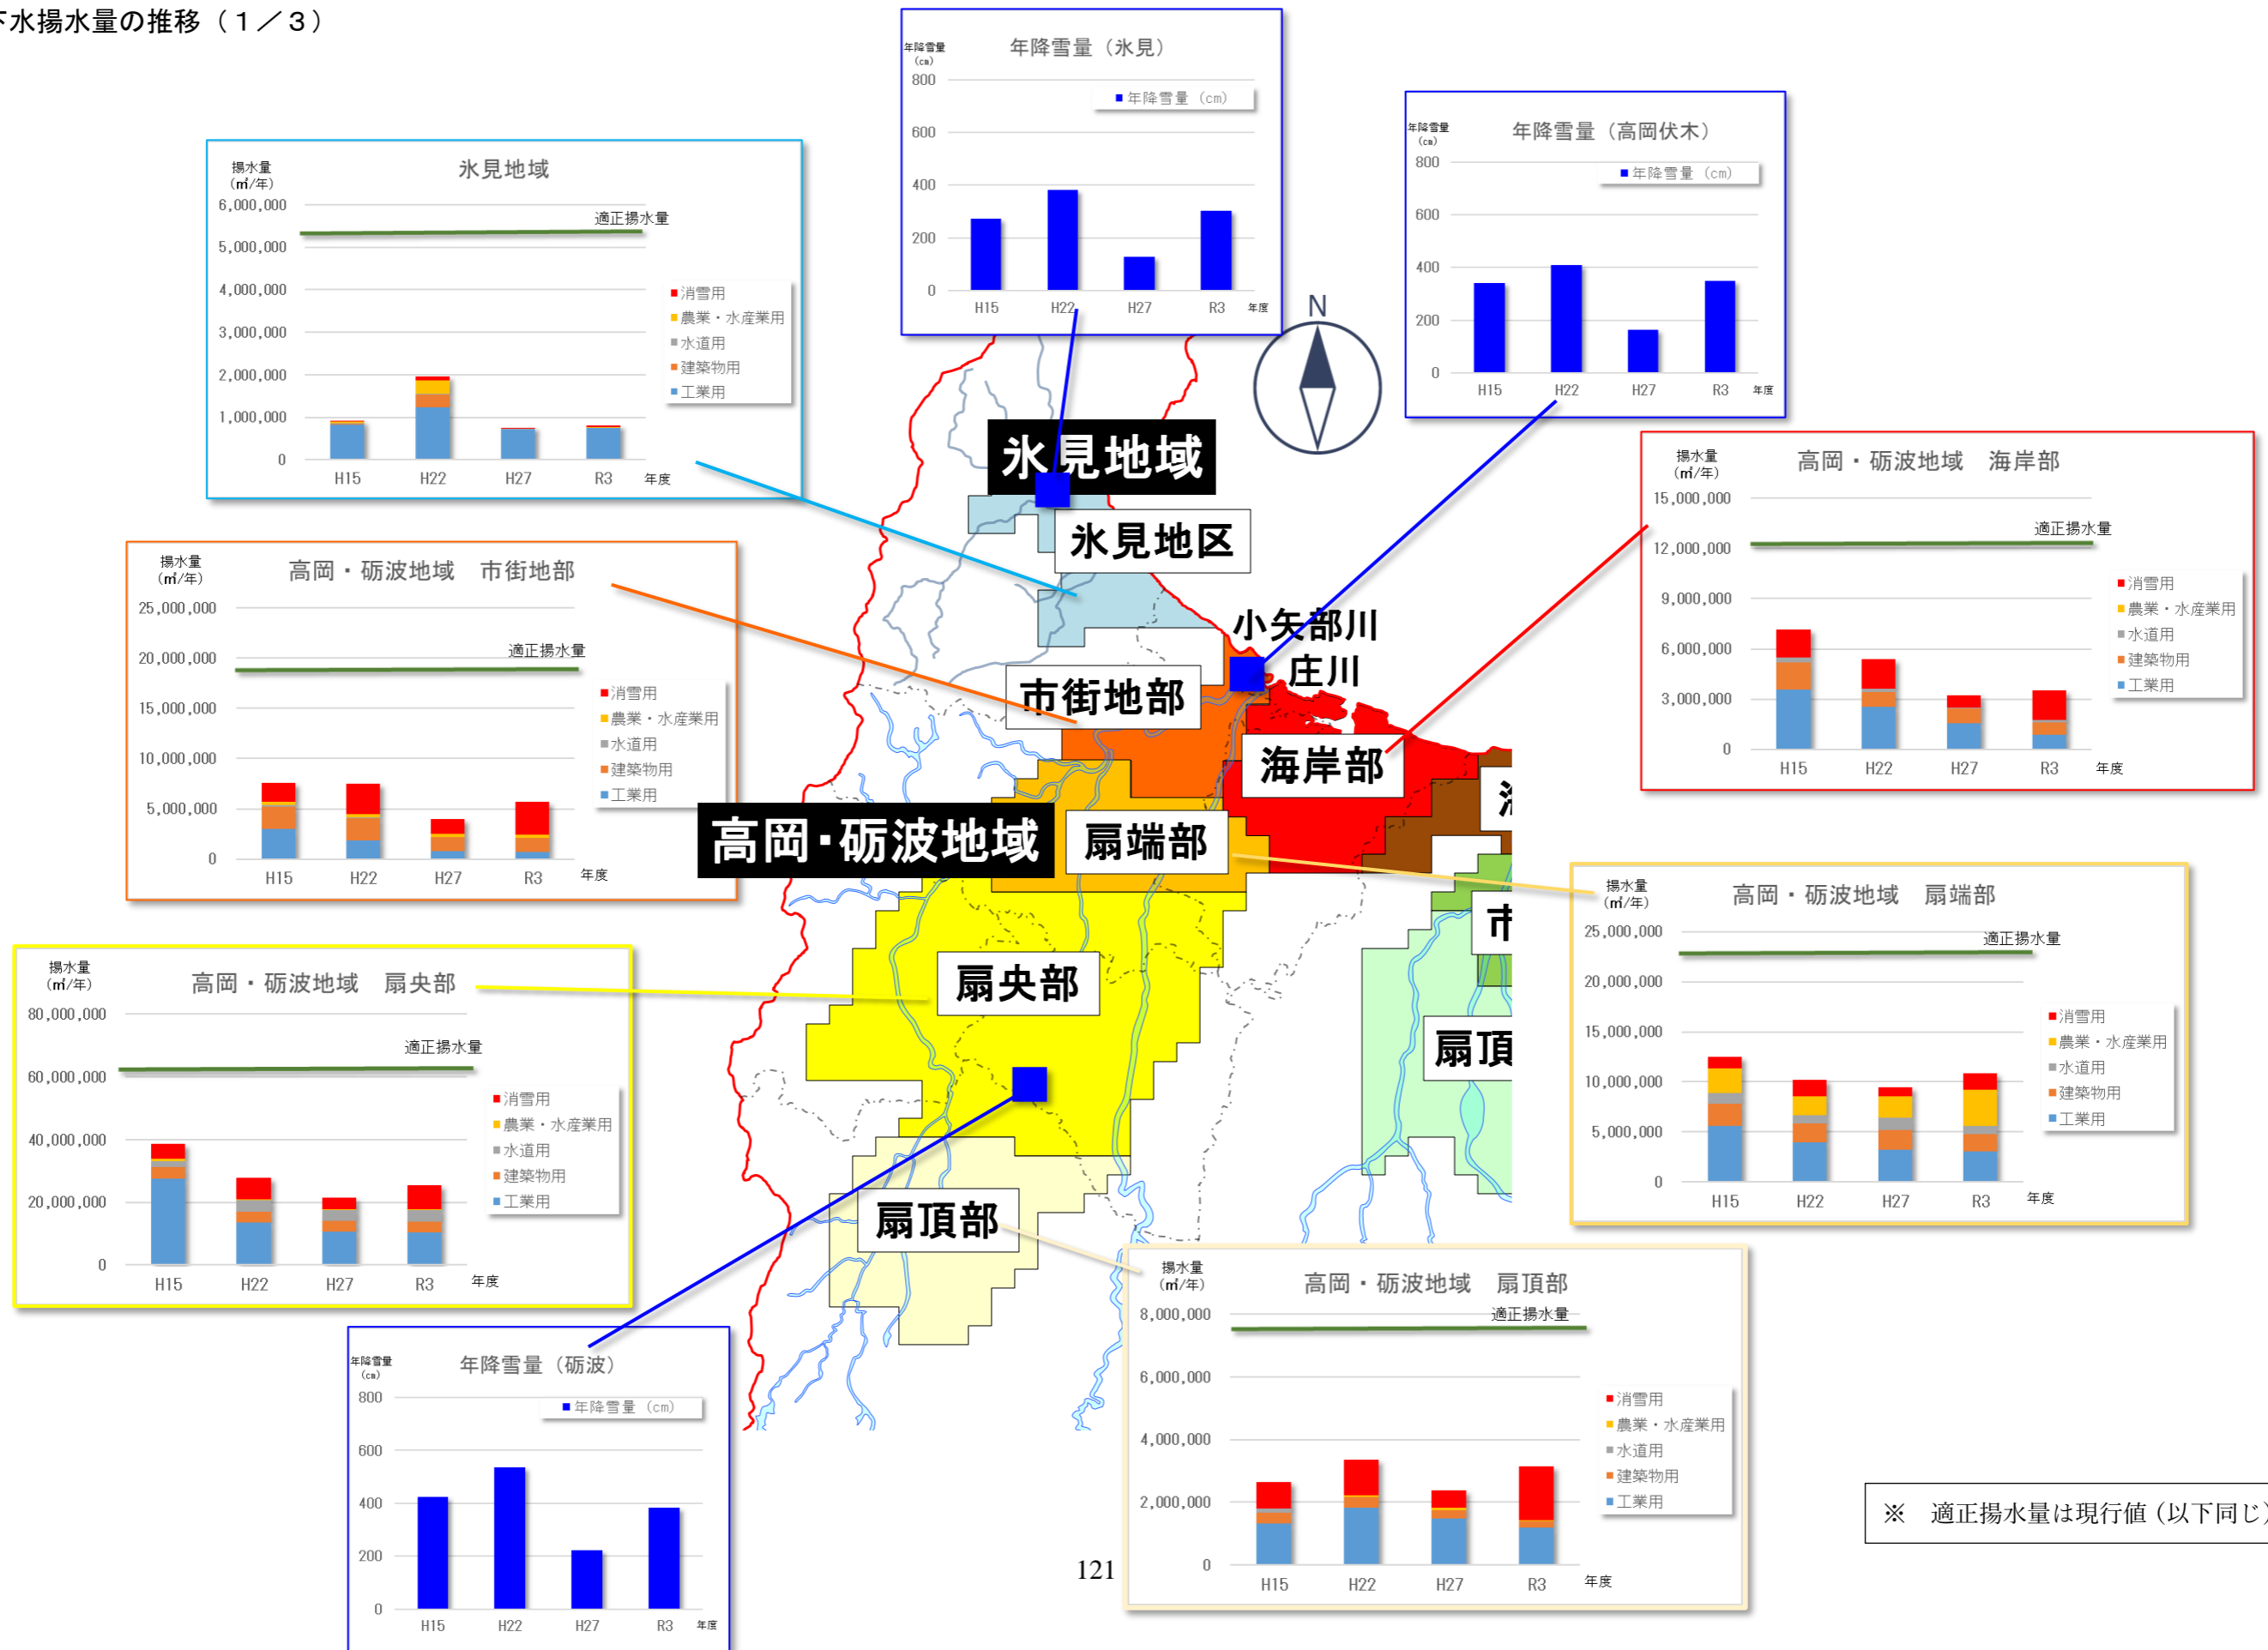 下水揚水量の推移（１／３）
年降雪量（氷見）
年降雪量
（cm）
年降雪量（cm）
800
600
400
200
0
H15 H22 H27 R3 年度
年降雪量（高岡伏木）
年降雪量
（cm）
年降雪量（cm）
800
600
400
200
0
H15 H22 H27 R3 年度
氷見地域
揚水量
（㎥/年）
適正揚水量
6,000,000
5,000,000
4,000,000
3,000,000
2,000,000
1,000,000
0
H15 H22 H27 R3 年度
消雪用
農業・水産業用
水道用
建築物用
工業用
N
氷見地域
氷見地区
小矢部川
庄川
市街地部
海岸部
高岡・砺波地域
扇端部
扇央部
扇頂部
市
扇頂
高岡・砺波地域　海岸部
揚水量
（㎥/年）
適正揚水量
15,000,000
12,000,000
9,000,000
6,000,000
3,000,000
0
H15 H22 H27 R3 年度
消雪用
農業・水産業用
水道用
建築物用
工業用
高岡・砺波地域　市街地部
揚水量
（㎥/年）
適正揚水量
25,000,000
20,000,000
15,000,000
10,000,000
5,000,000
0
H15 H22 H27 R3 年度
消雪用
農業・水産業用
水道用
建築物用
工業用
高岡・砺波地域　扇端部
揚水量
（㎥/年）
適正揚水量
25,000,000
20,000,000
15,000,000
10,000,000
5,000,000
0
H15 H22 H27 R3 年度
消雪用
農業・水産業用
水道用
建築物用
工業用
高岡・砺波地域　扇央部
揚水量
（㎥/年）
適正揚水量
80,000,000
60,000,000
40,000,000
20,000,000
0
H15 H22 H27 R3 年度
消雪用
農業・水産業用
水道用
建築物用
工業用
高岡・砺波地域　扇頂部
揚水量
（㎥/年）
適正揚水量
8,000,000
6,000,000
4,000,000
2,000,000
0
H15 H22 H27 R3 年度
消雪用
農業・水産業用
水道用
建築物用
工業用
年降雪量（砺波）
年降雪量
（cm）
年降雪量（cm）
800
600
400
200
0
H15 H22 H27 R3 年度
※　適正揚水量は現行値（以下同じ）
121